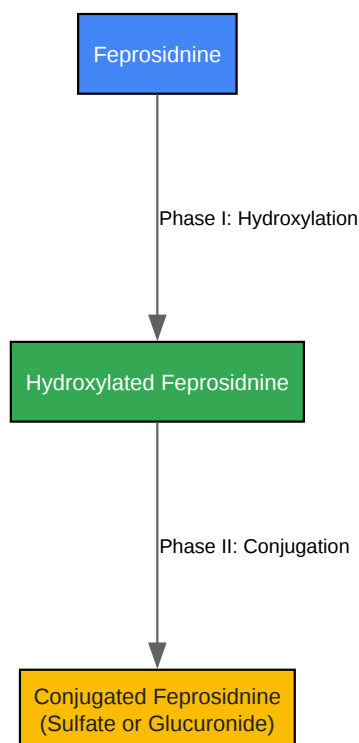 Feprosidnine
Phase I: Hydroxylation
Hydroxylated Feprosidnine
Phase II: Conjugation
Conjugated Feprosidnine
(Sulfate or Glucuronide)